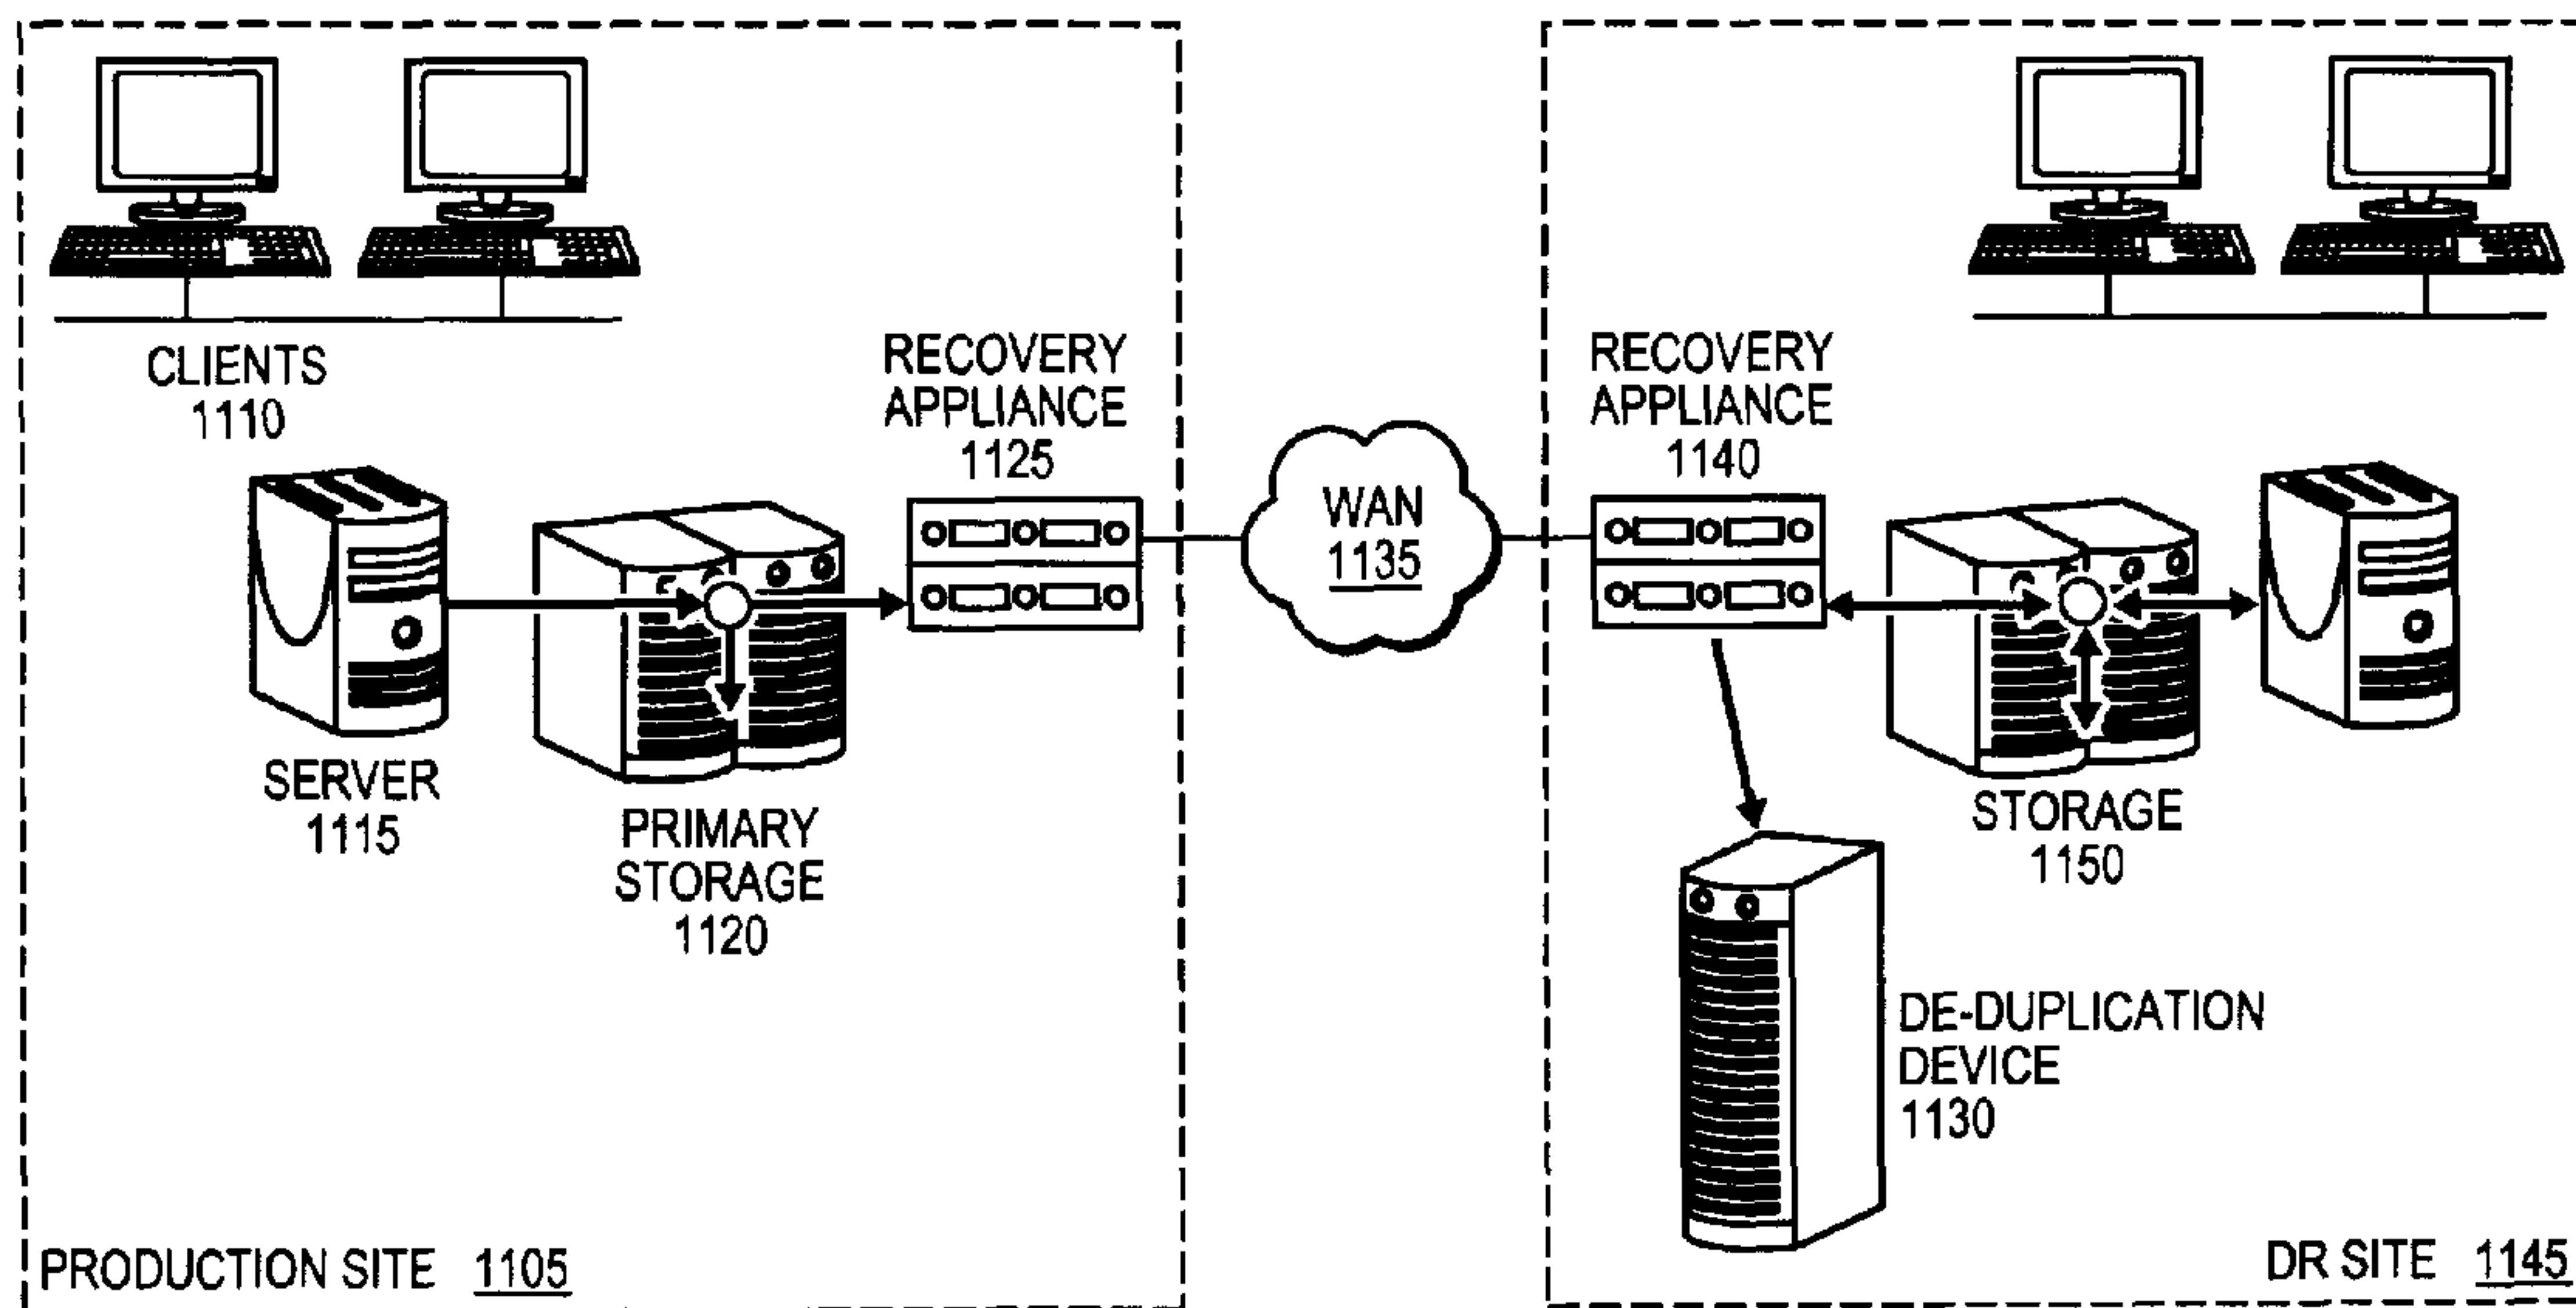 CLIENTS
1110
RECOVERY
APPLIANCE
1125
SERVER
1115
PRIMARY
STORAGE
1120
PRODUCTION SITE 1105
WAN
1135
RECOVERY
APPLIANCE
1140
STORAGE
1150
DE-DUPLICATION
DEVICE
1130
DR SITE 1145